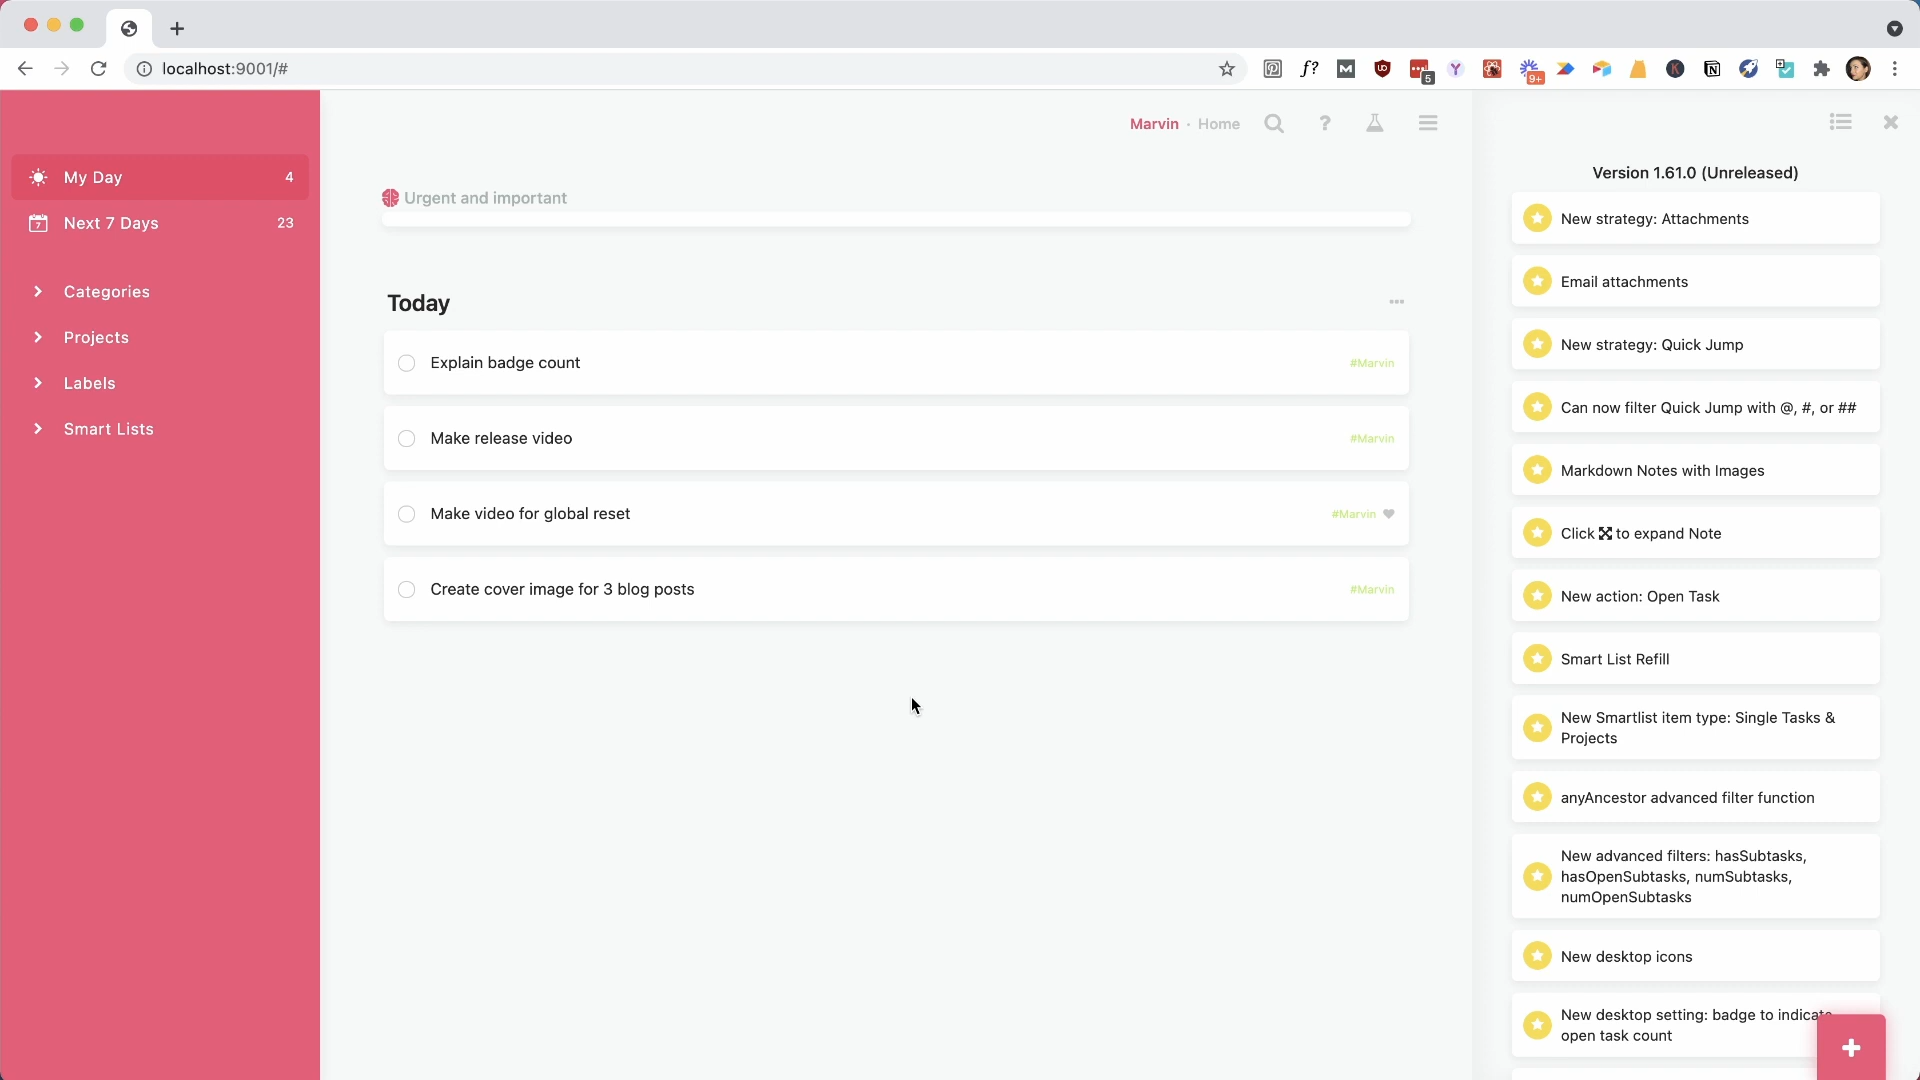 localhost:9001/#
f?
M
UO
5
Y
9+
K
N
My Day 4
7 Next 7 Days 23
Categories
Projects
Labels
Smart Lists
Marvin · Home
?
Urgent and important
Today
Explain badge count #Marvin
Make release video #Marvin
Make video for global reset #Marvin
Create cover image for 3 blog posts #Marvin
Version 1.61.0 (Unreleased)
New strategy: Attachments
Email attachments
New strategy: Quick Jump
Can now filter Quick Jump with @, #, or ##
Markdown Notes with Images
Click to expand Note
New action: Open Task
Smart List Refill
New Smartlist item type: Single Tasks &
Projects
anyAncestor advanced filter function
New advanced filters: hasSubtasks,
hasOpenSubtasks, numSubtasks,
numOpenSubtasks
New desktop icons
New desktop setting: badge to indicate
open task count